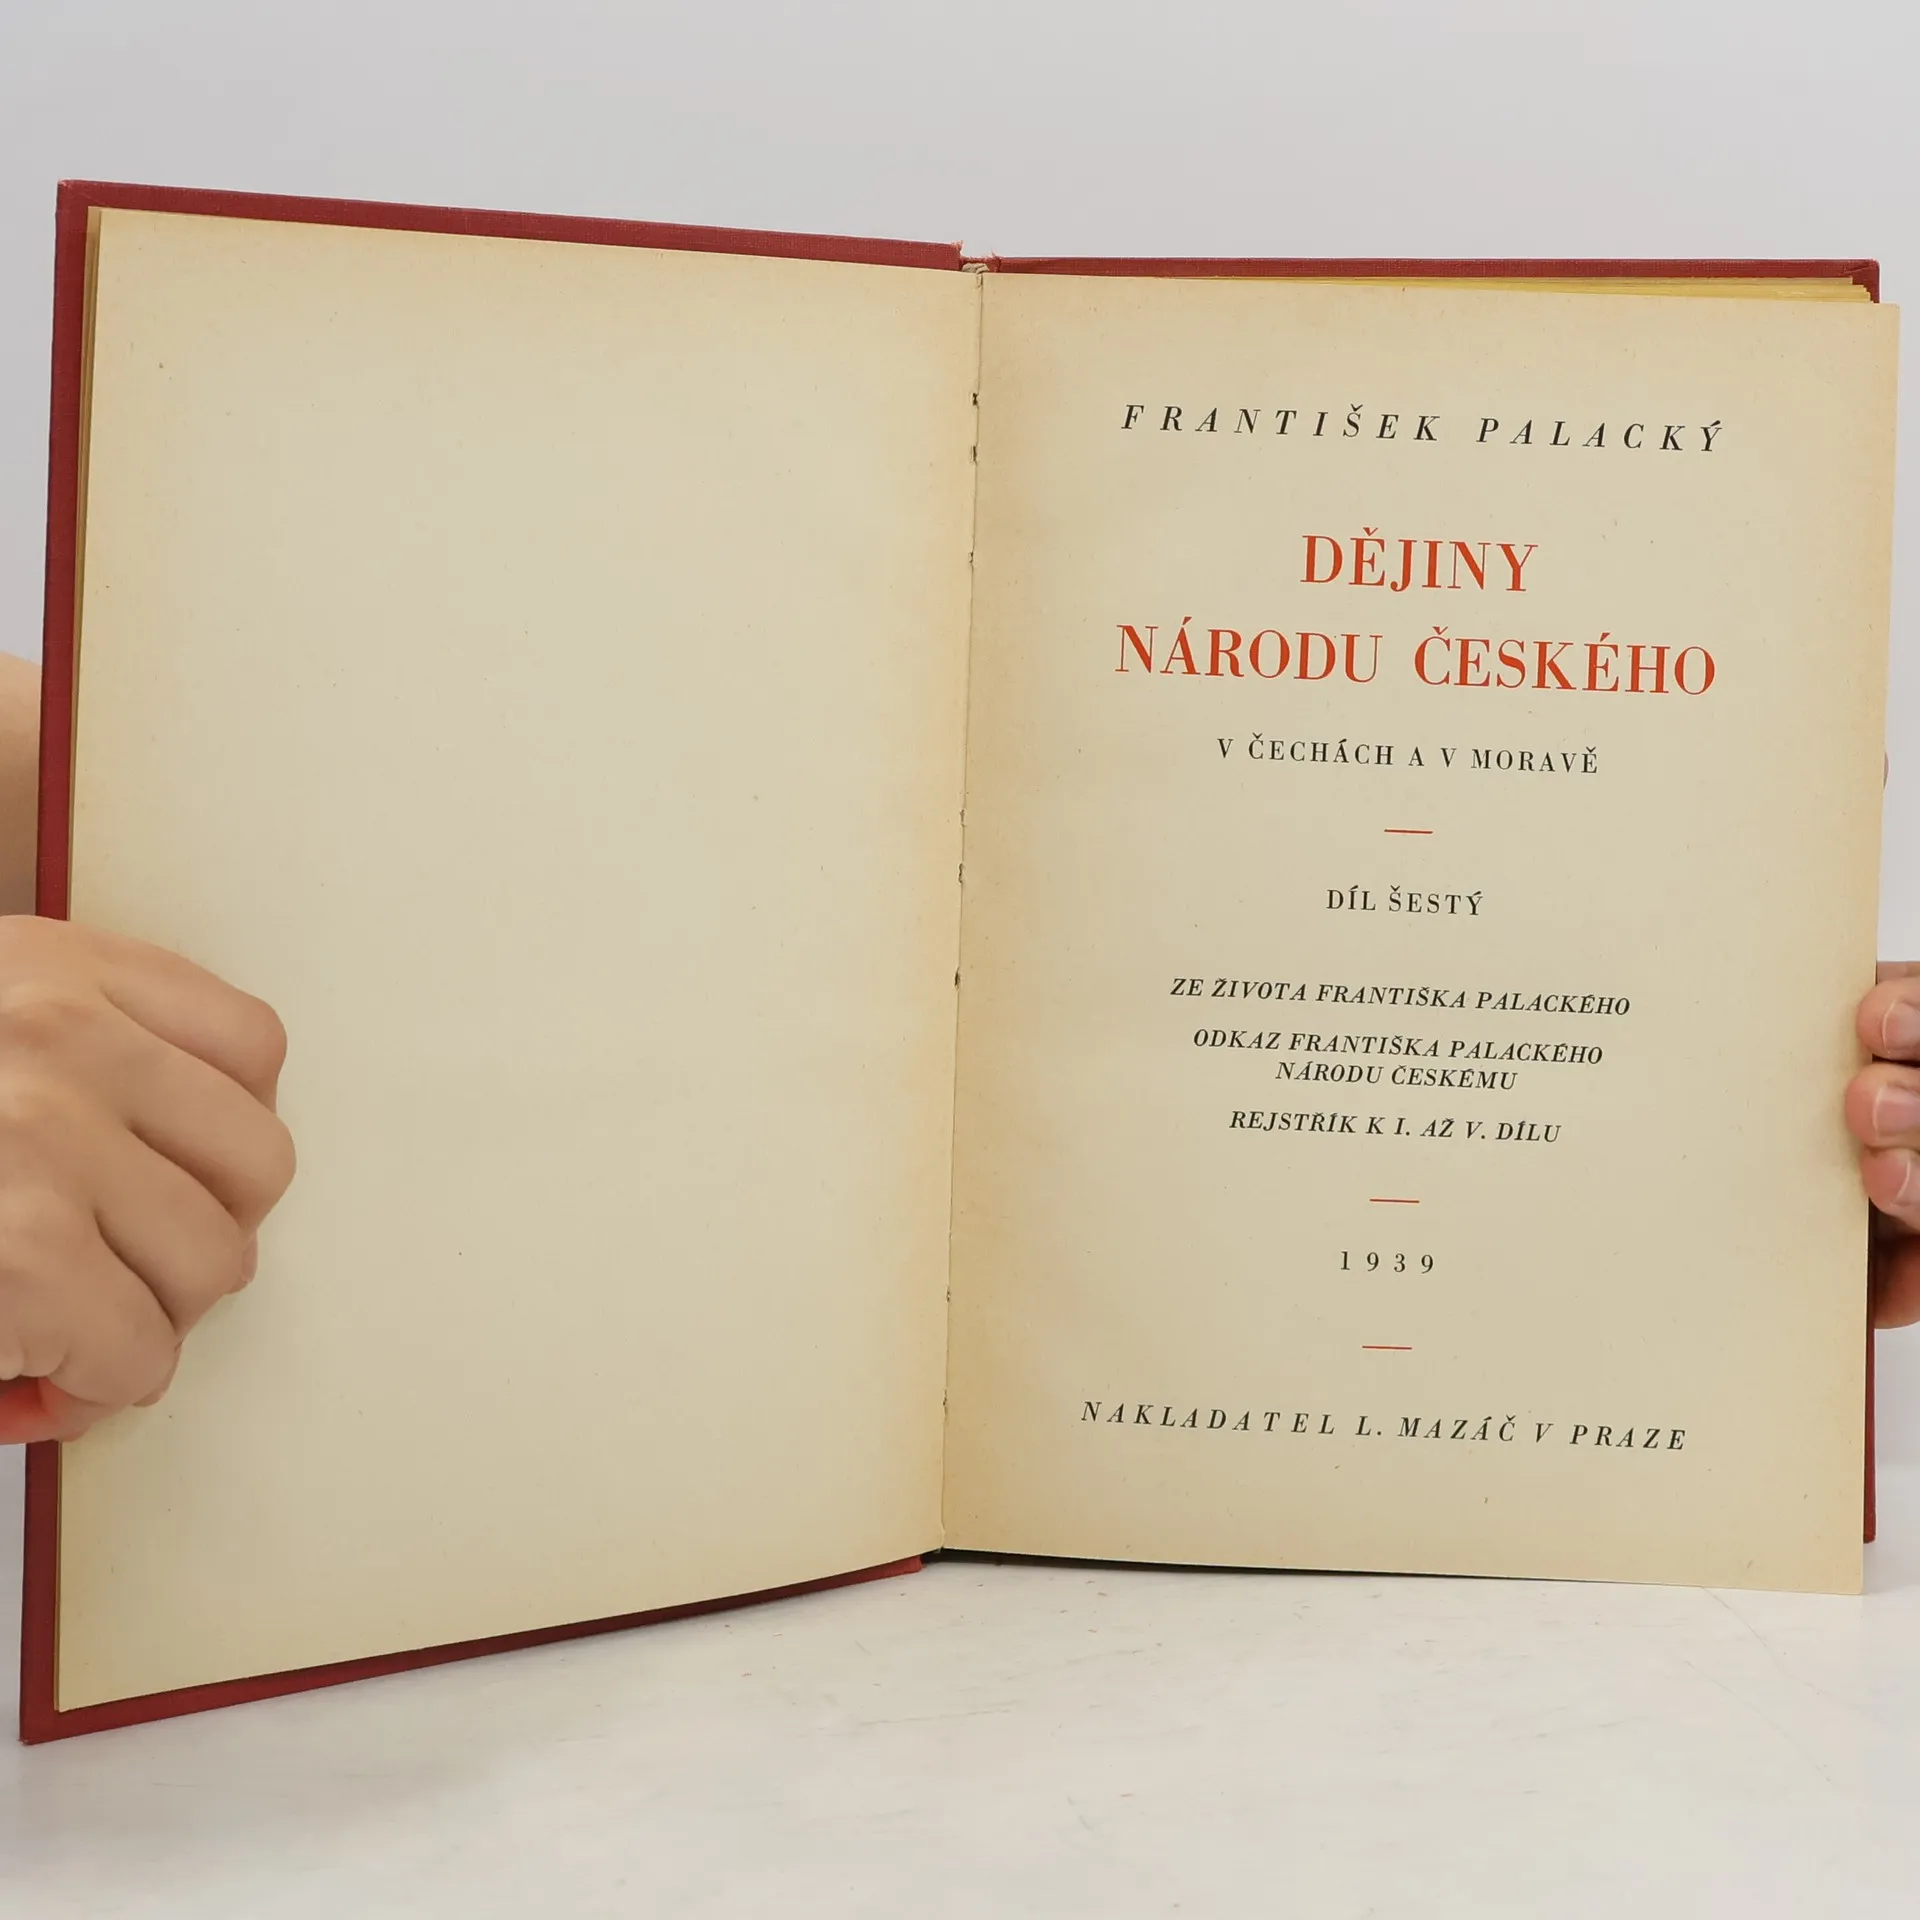 FRANTIŠEK PALACKÝ
DĚJINY
NÁRODU ČESKÉHO
V ČECHÁCH A V MORAVĚ
DÍL ŠESTÝ
ZE ŽIVOTA FRANTIŠKA PALACKÉHO
ODKAZ FRANTIŠKA PALACKÉHO
NÁRODU ČESKÉMU
REJSTŘÍK K I. AŽ V. DÍLU
1939
NAKLADATEL L. MAZÁČ V PRAZE